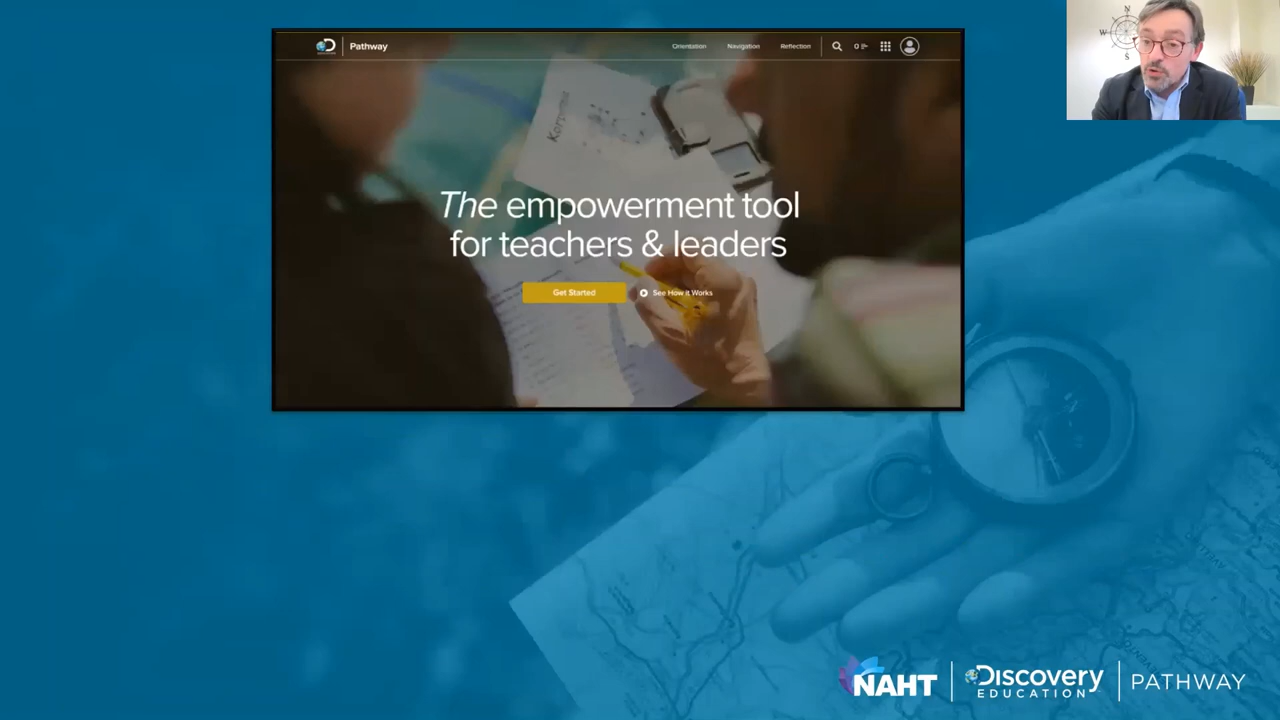 Pathway
Orientation
Navigation
Reflection
0
The empowerment tool
for teachers & leaders
Get Started
See How it Works
N
W
S
NAHT
Discovery
EDUCATION
PATHWAY